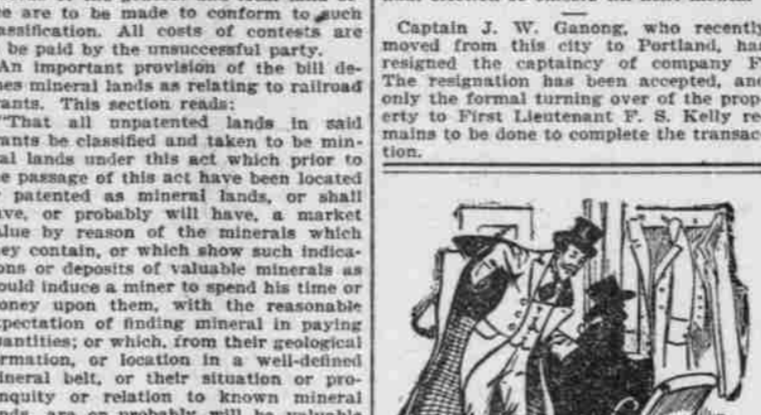 are to be made to conform to such
assification. All costs of contests are
be paid by the unsuccessful party.
An important provision of the bill de-
es mineral lands as relating to railroad
ants. This section reads:
"That all unpatented lands in said
ants be classified and taken to be min-
al lands under this act which prior to
e passage of this act have been located
patented as mineral lands, or shall
ave, or probably will have, a market
alue by reason of the minerals which
ey contain, or which show such indica-
ons or deposits of valuable minerals as
ould induce a miner to spend his time or
oney upon them, with the reasonable
pectation of finding mineral in paying
antities; or which, from their geological
rmation, or location in a well-defined
ineral belt, or their situation or pro-
nquity or relation to known mineral
nds, are or probably will be valuable
Captain J. W. Ganong, who recently
moved from this city to Portland, has
resigned the captaincy of company F.
The resignation has been accepted, and
only the formal turning over of the prop-
erty to First Lieutenant F. S. Kelly re-
mains to be done to complete the transac-
tion.